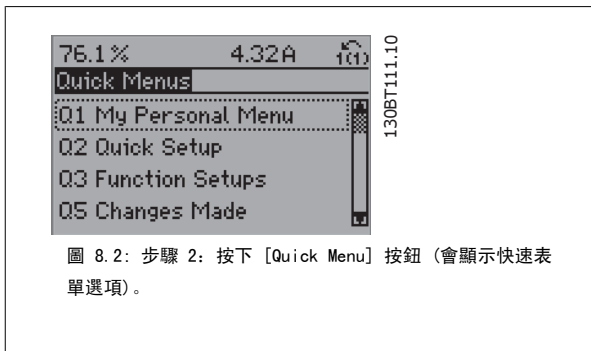 76.1% 4.32A 1(1)
Quick Menus
Q1 My Personal Menu
Q2 Quick Setup
Q3 Function Setups
Q5 Changes Made
130BT111.10
圖 8.2: 步驟 2: 按下 [Quick Menu] 按鈕 (會顯示快速表
單選項)。